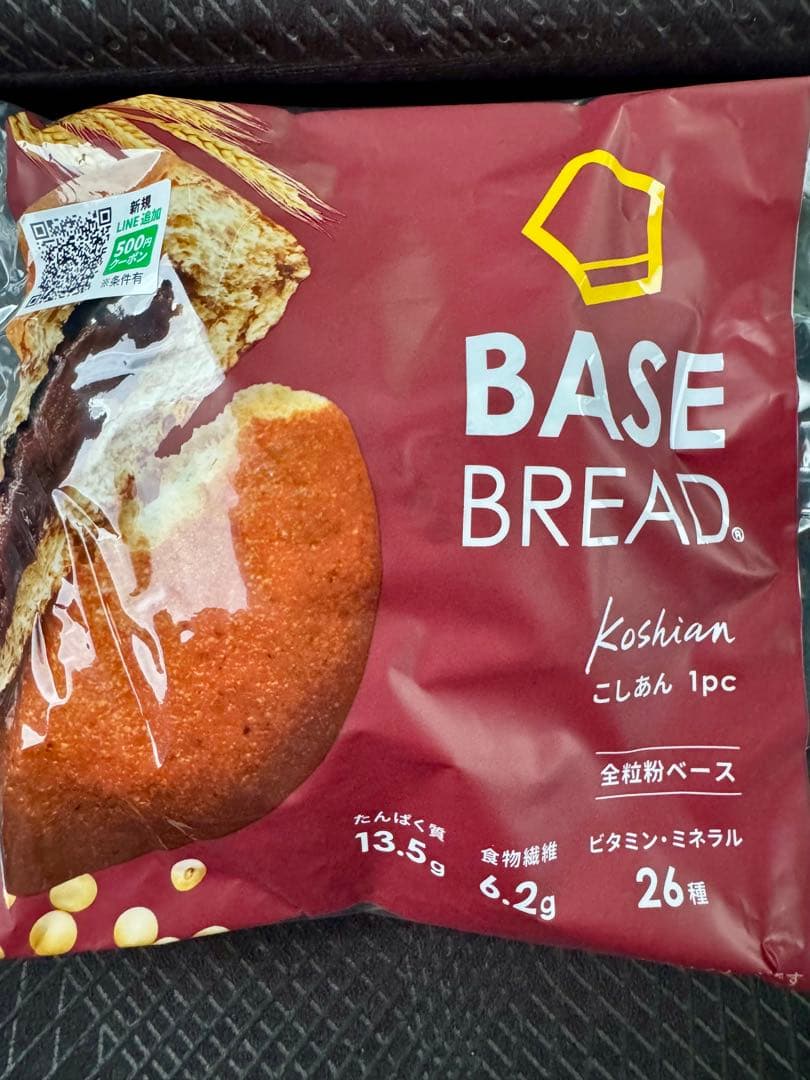 新規
LINE追加
500円
クーポン
※条件有
BASE
BREAD®
Koshian
こしあん 1pc
全粒粉ベース
たんぱく質
13.5g
食物繊維
6.2g
ビタミン・ミネラル
26種